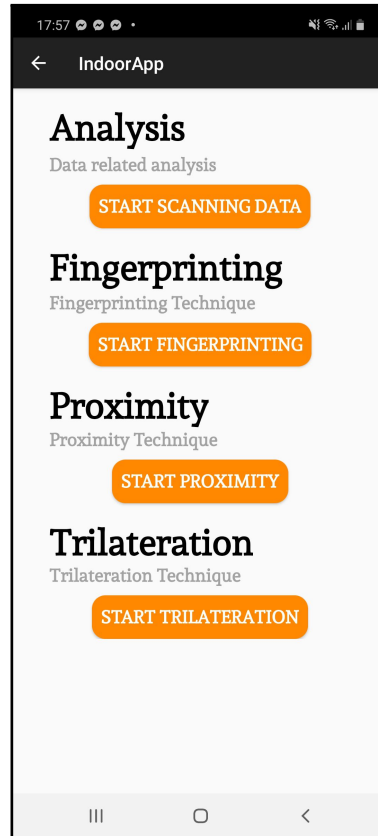 17:57
IndoorApp
Analysis
Data related analysis
START SCANNING DATA
Fingerprinting
Fingerprinting Technique
START FINGERPRINTING
Proximity
Proximity Technique
START PROXIMITY
Trilateration
Trilateration Technique
START TRILATERATION